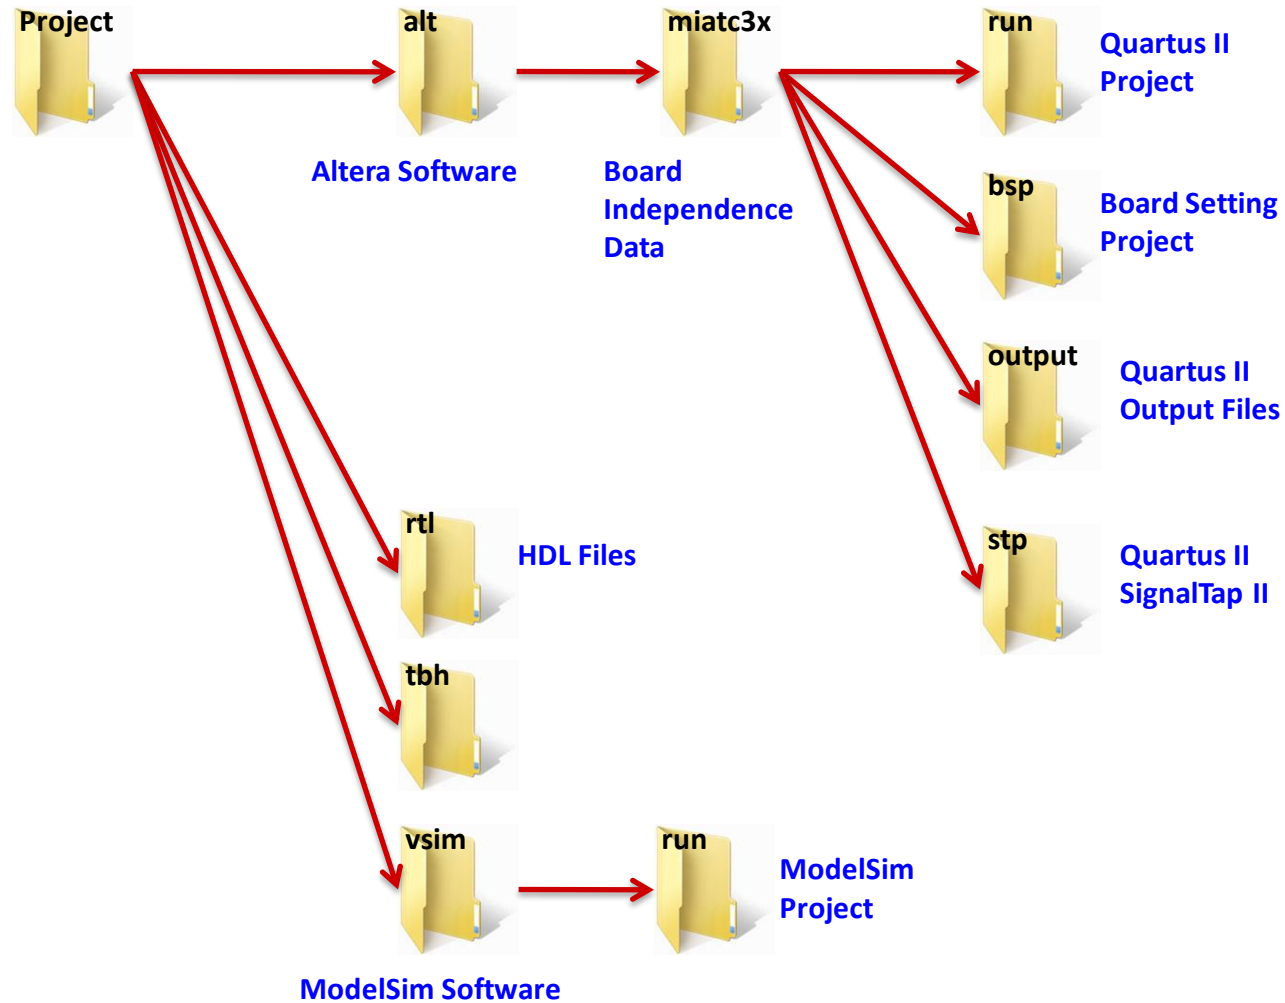 Project
alt
miatc3x
run
Quartus II
Project
Altera Software
Board
Independence
Data
bsp
Board Setting
Project
output
Quartus II
Output Files
rtl
HDL Files
stp
Quartus II
SignalTap II
tbh
vsim
run
ModelSim
Project
ModelSim Software